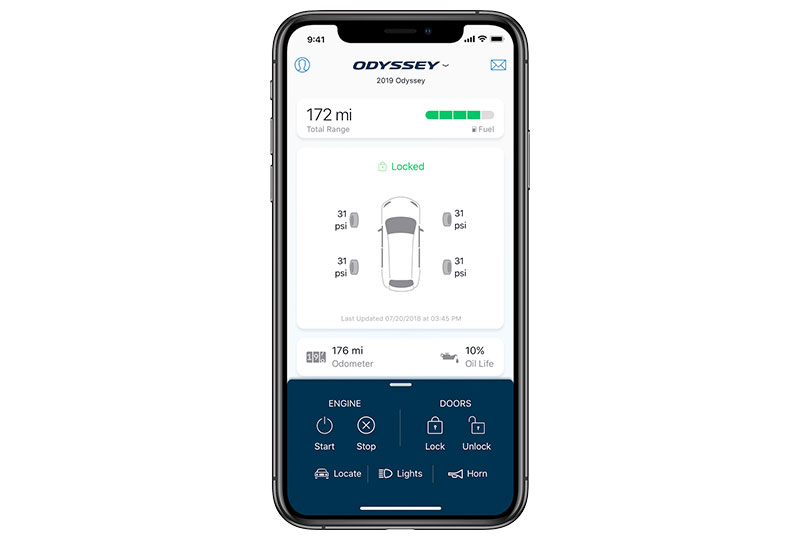 9:41
ODYSSEY
2019 Odyssey
172 mi
Total Range
Fuel
Locked
31 psi
31 psi
31 psi
31 psi
Last Updated 07/20/2018 at 03:45 PM
176 mi
Odometer
10%
Oil Life
ENGINE
DOORS
Start
Stop
Lock
Unlock
Locate
Lights
Horn